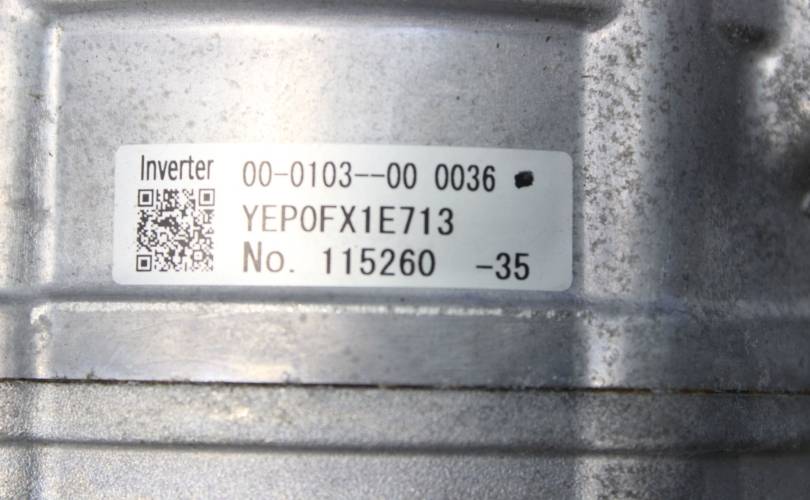 Inverter
00-0103--00 0036
YEP0FX1E713
No. 115260 -35